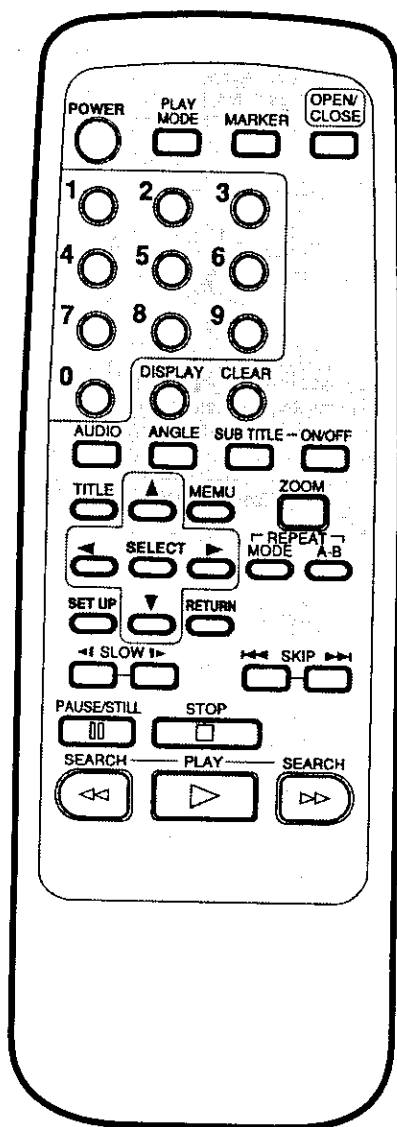 POWER PLAY MODE MARKER OPEN/ CLOSE
1 2 3
4 5 6
7 8 9
0 DISPLAY CLEAR
AUDIO ANGLE SUB TITLE ON/OFF
TITLE MEMU ZOOM
SELECT REPEAT MODE A-B
SET UP RETURN
SLOW SKIP
PAUSE/STILL STOP
SEARCH PLAY SEARCH